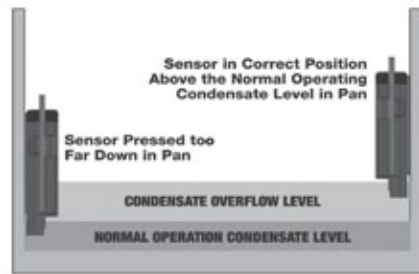 Sensor in Correct Position
Above the Normal Operating
Condensate Level in Pan
Sensor Pressed too
Far Down in Pan
CONDENSATE OVERFLOW LEVEL
NORMAL OPERATION CONDENSATE LEVEL